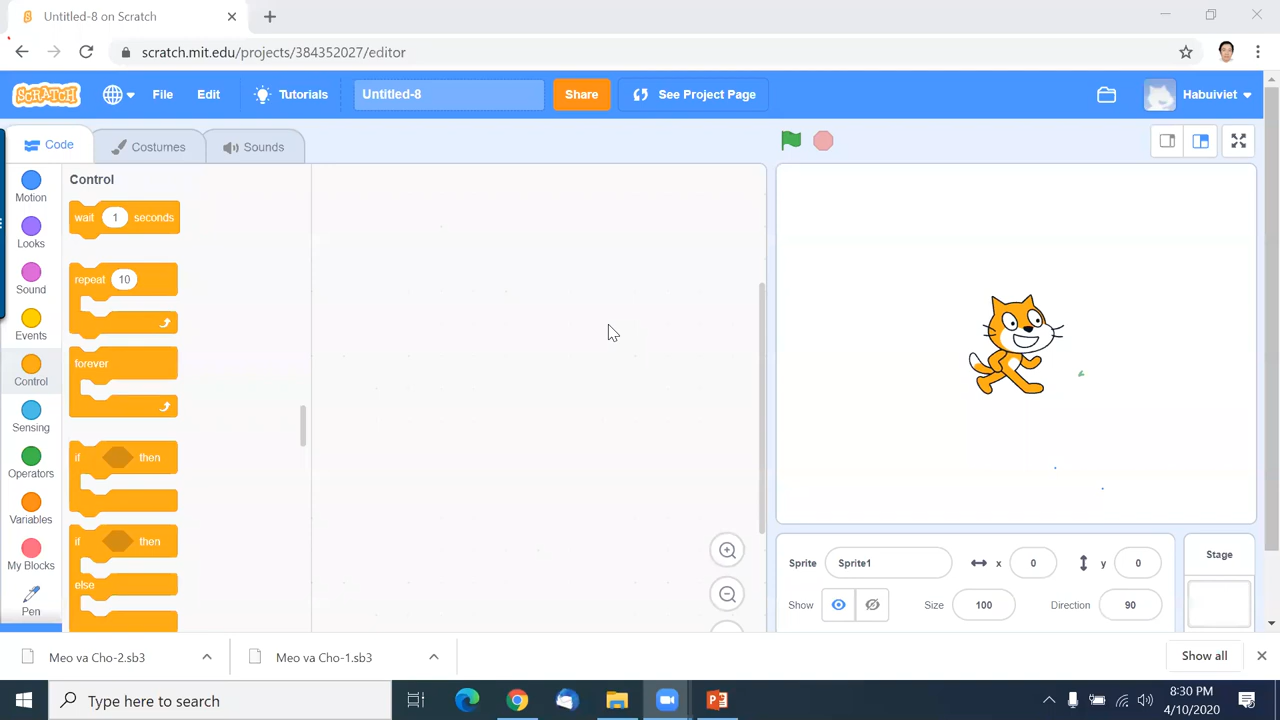 Untitled-8 on Scratch
scratch.mit.edu/projects/384352027/editor
SCRATCH
File
Edit
Tutorials
Untitled-8
Share
See Project Page
Habuiviet
Code
Costumes
Sounds
Motion
Looks
Sound
Events
Control
Sensing
Operators
Variables
My Blocks
Pen
Control
wait 1 seconds
repeat 10
forever
if then
if then
else
Sprite
Sprite1
x 0
y 0
Show
Size 100
Direction 90
Stage
Meo va Cho-2.sb3
Meo va Cho-1.sb3
Show all
Type here to search
8:30 PM
4/10/2020